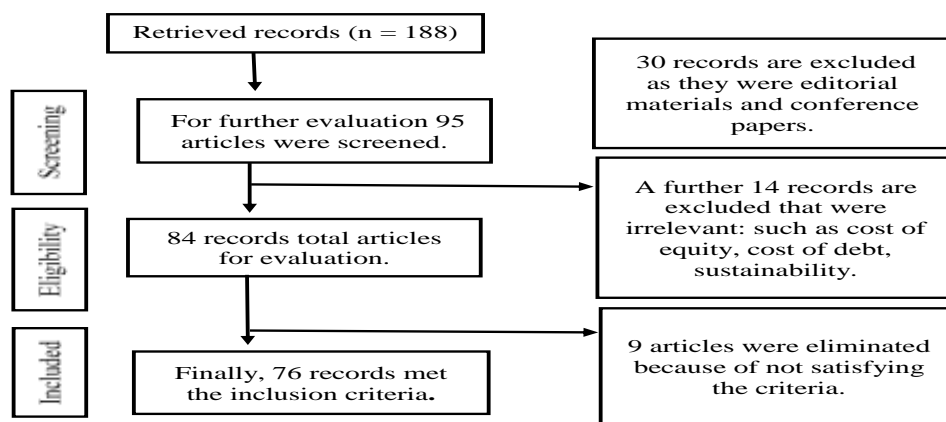 Retrieved records (n = 188)
30 records are excluded
as they were editorial
materials and conference
papers.
Screening
For further evaluation 95
articles were screened.
A further 14 records are
excluded that were
irrelevant: such as cost of
equity, cost of debt,
sustainability.
Eligibility
84 records total articles
for evaluation.
Included
Finally, 76 records met
the inclusion criteria.
9 articles were eliminated
because of not satisfying
the criteria.